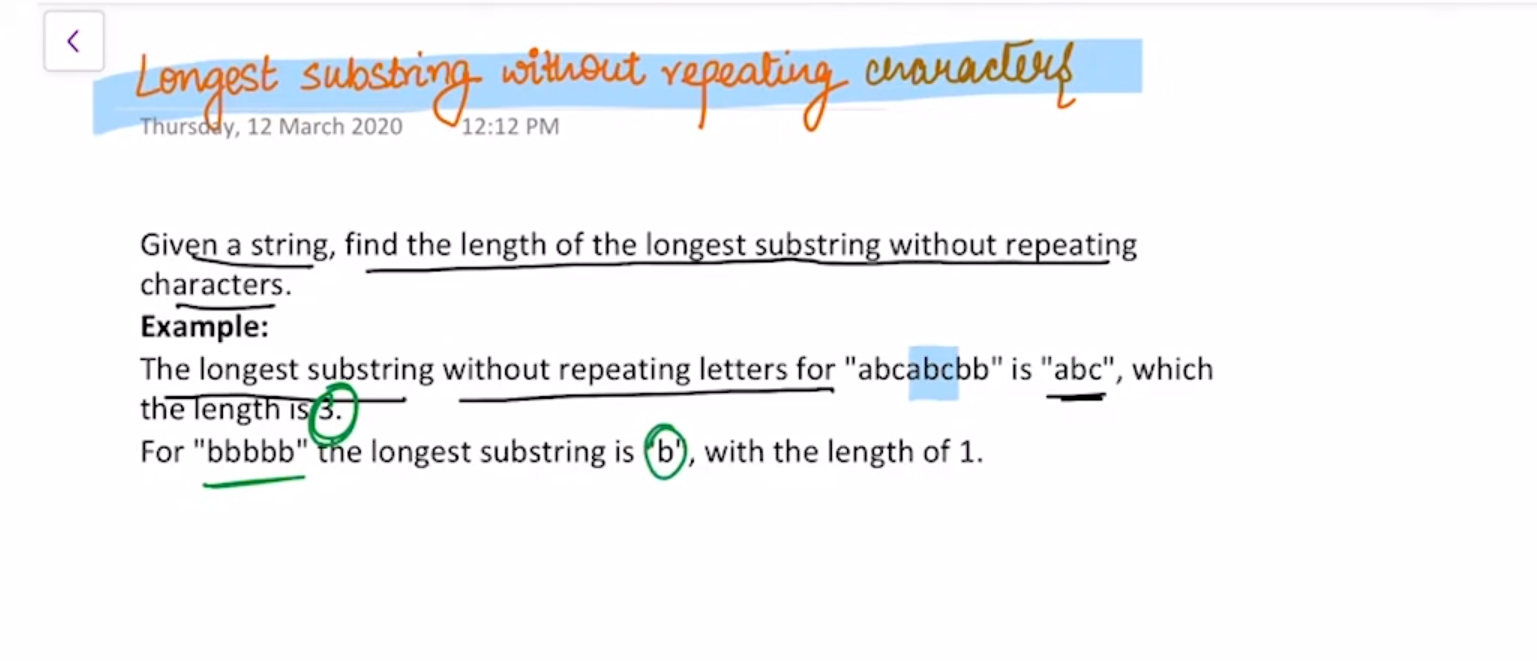 Longest substring without repeating characters
Thursday, 12 March 2020 12:12 PM
Given a string, find the length of the longest substring without repeating
characters.
Example:
The longest substring without repeating letters for "abcabcbb" is "abc", which
the length is 3.
For "bbbbb" the longest substring is "b", with the length of 1.